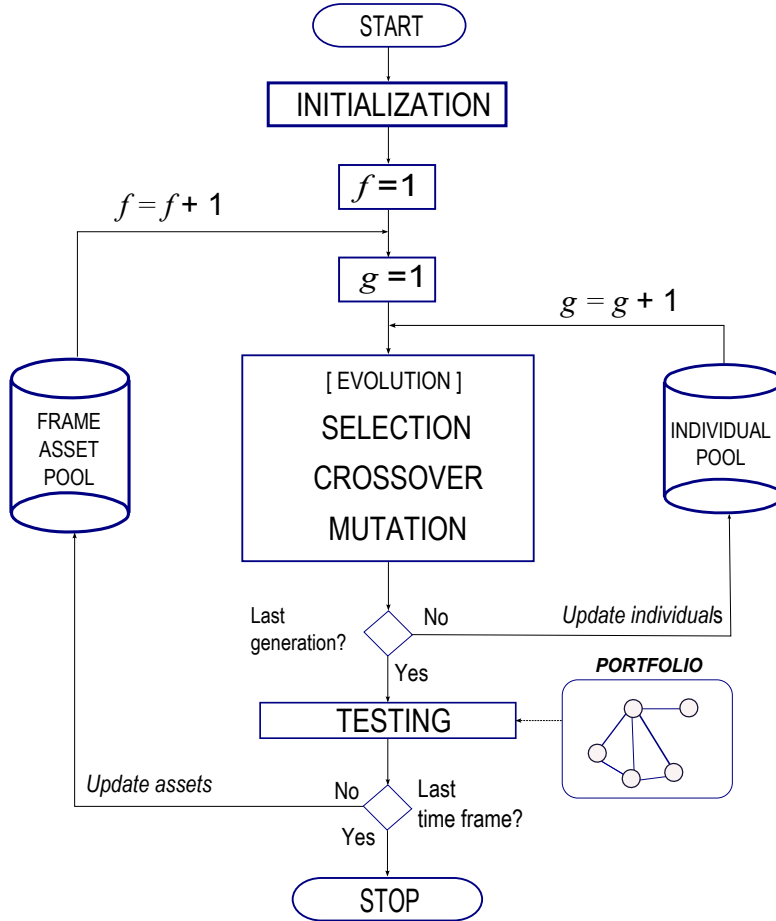 START
INITIALIZATION
f = 1
f = f + 1
g = 1
g = g + 1
[ EVOLUTION ]
SELECTION
CROSSOVER
MUTATION
FRAME
ASSET
POOL
INDIVIDUAL
POOL
Last
generation?
No
Update individuals
Yes
PORTFOLIO
TESTING
Update assets
No
Last
time frame?
Yes
STOP